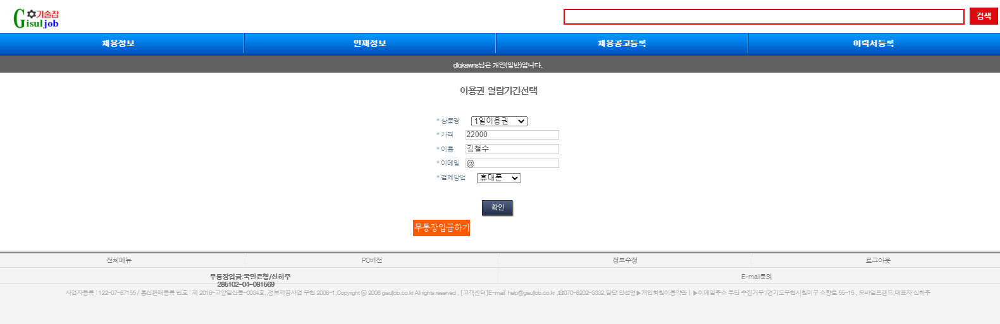 기술잡
Gisuljob
검색
채용정보 인재정보 채용공고등록 이력서등록
dlqkawns님은 개인(일반)입니다.
이용권 열람기간선택
* 상품명 1일이용권
* 가격 22000
* 이름 김철수
* 이메일 @
* 결제방법 휴대폰
확인
무통장입금하기
전체메뉴 PC버전 정보수정 로그아웃
무통장입금:국민은행/신하주 E-mail문의
285102-04-081569
사업자등록 : 122-07-87155 / 통신판매등록 번호 : 제 2016-고양일산동-0034호,,정보제공사업 부천 2008-1,Copyright ⓒ 2006 gisuljob.co.kr All rights reserved , [고객센터]E-mail: help@gisuljob.co.kr ,☎070-8202-3332,담당:안선영▶개인회원이용약관 | ▶이메일주소 무단 수집거부 /경기도부천시원미구 소향로 55-15 , 모바일프랜드,대표자:신하주